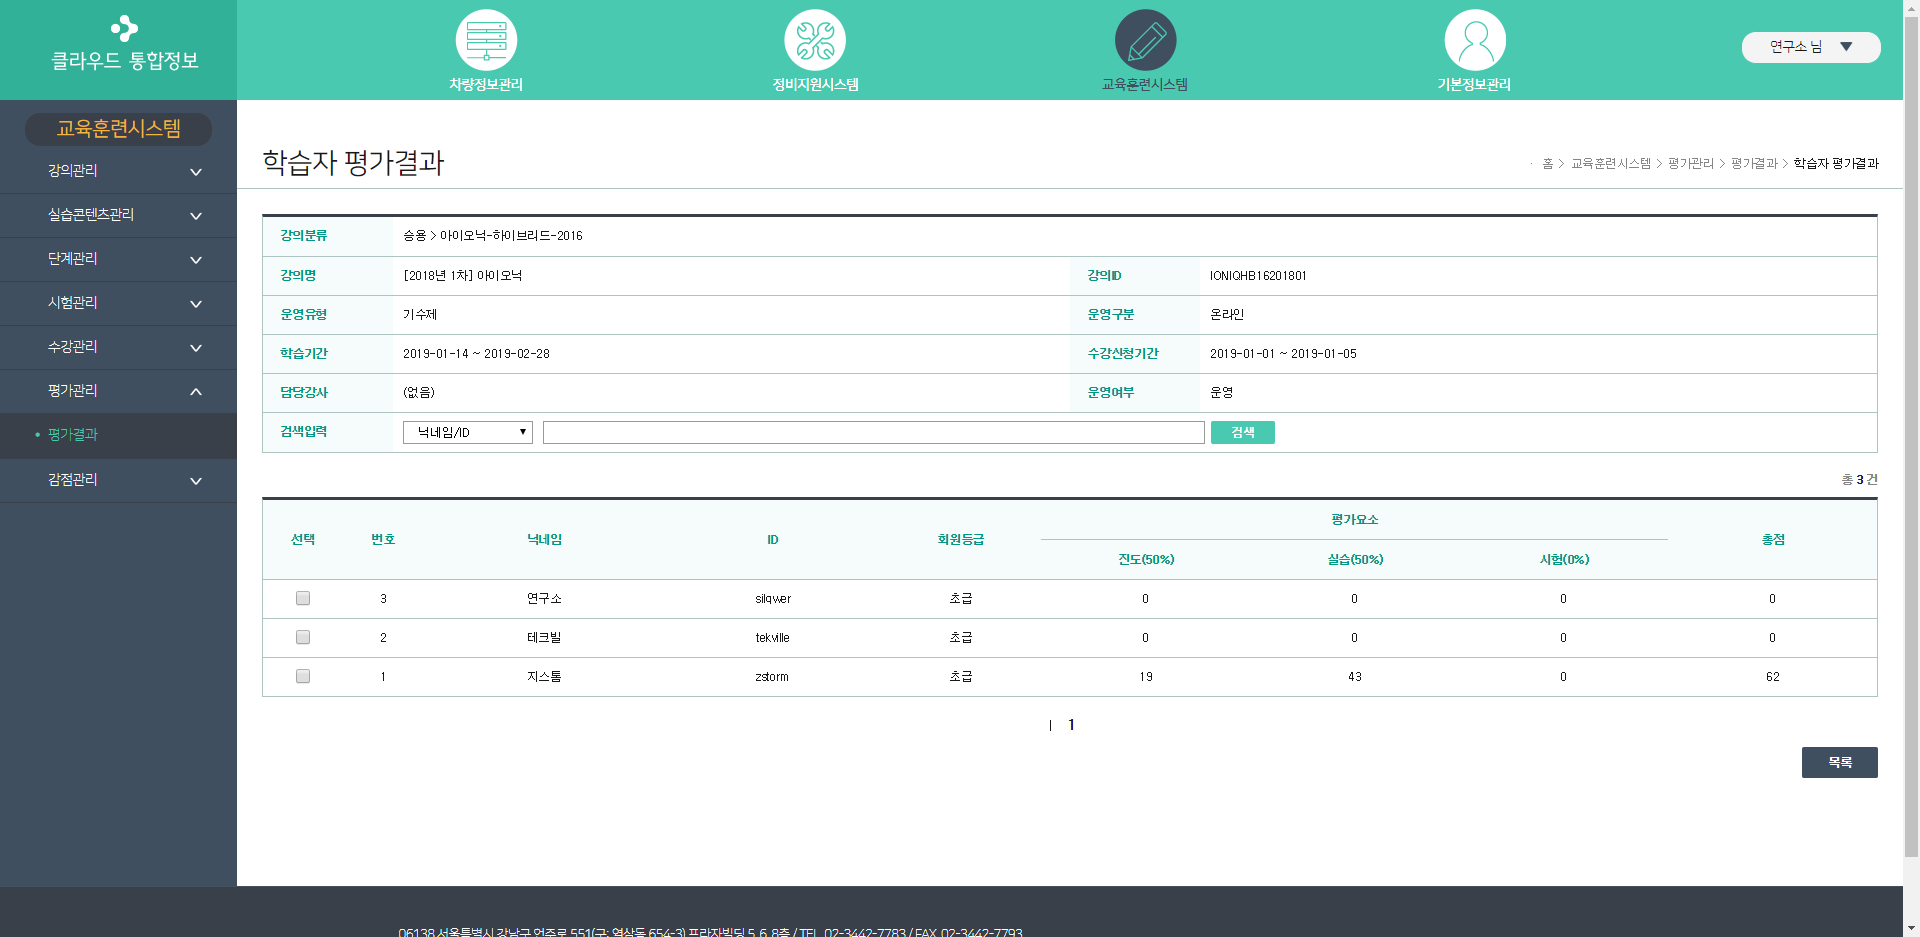 클라우드 통합정보
차량정보관리
정비지원시스템
교육훈련시스템
기본정보관리
연구소 님 ▼
교육훈련시스템
강의관리
실습콘텐츠관리
단계관리
시험관리
수강관리
평가관리
• 평가결과
감점관리
학습자 평가결과
홈 > 교육훈련시스템 > 평가관리 > 평가결과 > 학습자 평가결과
강의분류 승용 > 아이오닉-하이브리드-2016
강의명 [2018년 1차] 아이오닉 강의ID IONIQHB16201801
운영유형 기수제 운영구분 온라인
학습기간 2019-01-14 ~ 2019-02-28 수강신청기간 2019-01-01 ~ 2019-01-05
담당강사 (없음) 운영여부 운영
검색입력 닉네임/ID ▼ 검색
총 3 건
선택 번호 닉네임 ID 회원등급 평가요소 총점
진도(50%) 실습(50%) 시험(0%)
3 연구소 silqwer 초급 0 0 0 0
2 테크빌 tekville 초급 0 0 0 0
1 지스톰 zstorm 초급 19 43 0 62
| 1
목록
06138 서울특별시 강남구 언주로 551(구: 역삼동 654-3) 프라자빌딩 5, 6, 8층 / TEL. 02-3442-7783 / FAX. 02-3442-7793